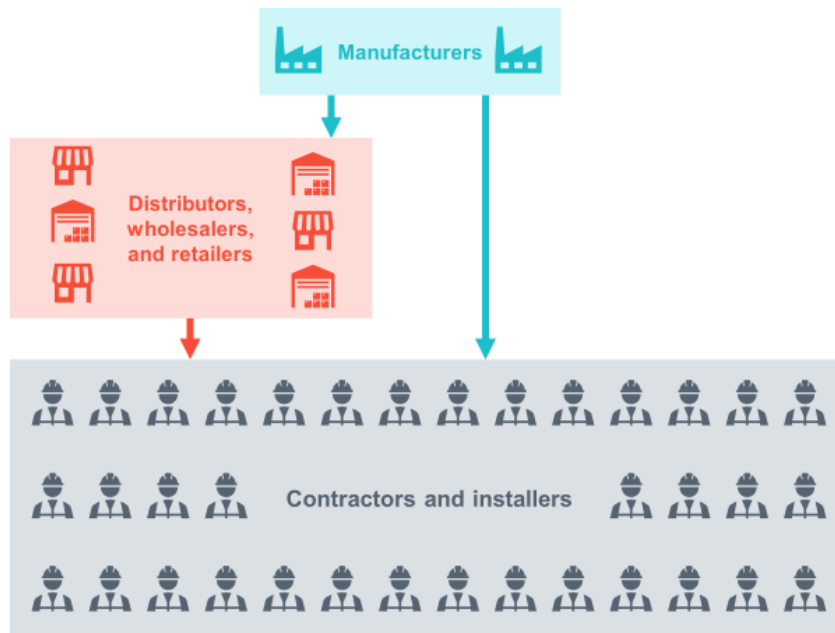 Manufacturers
Distributors,
wholesalers,
and retailers
Contractors and installers